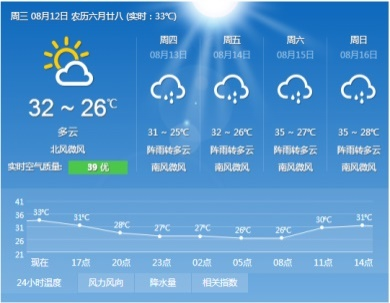 周三 08月12日 农历六月廿八 (实时：33℃)
32 ~ 26℃
多云
北风微风
实时空气质量: 39 优
周四
08月13日
31 ~ 25℃
阵雨转多云
南风微风
周五
08月14日
32 ~ 26℃
阵雨转多云
南风微风
周六
08月15日
35 ~ 27℃
阵雨转多云
南风微风
周日
08月16日
35 ~ 28℃
阵雨转多云
南风微风
41
36
31
26
21
33℃ 31℃ 28℃ 27℃ 27℃ 26℃ 26℃ 30℃ 31℃
现在 17点 20点 23点 02点 05点 08点 11点 14点
24小时温度 风力风向 降水量 相关指数